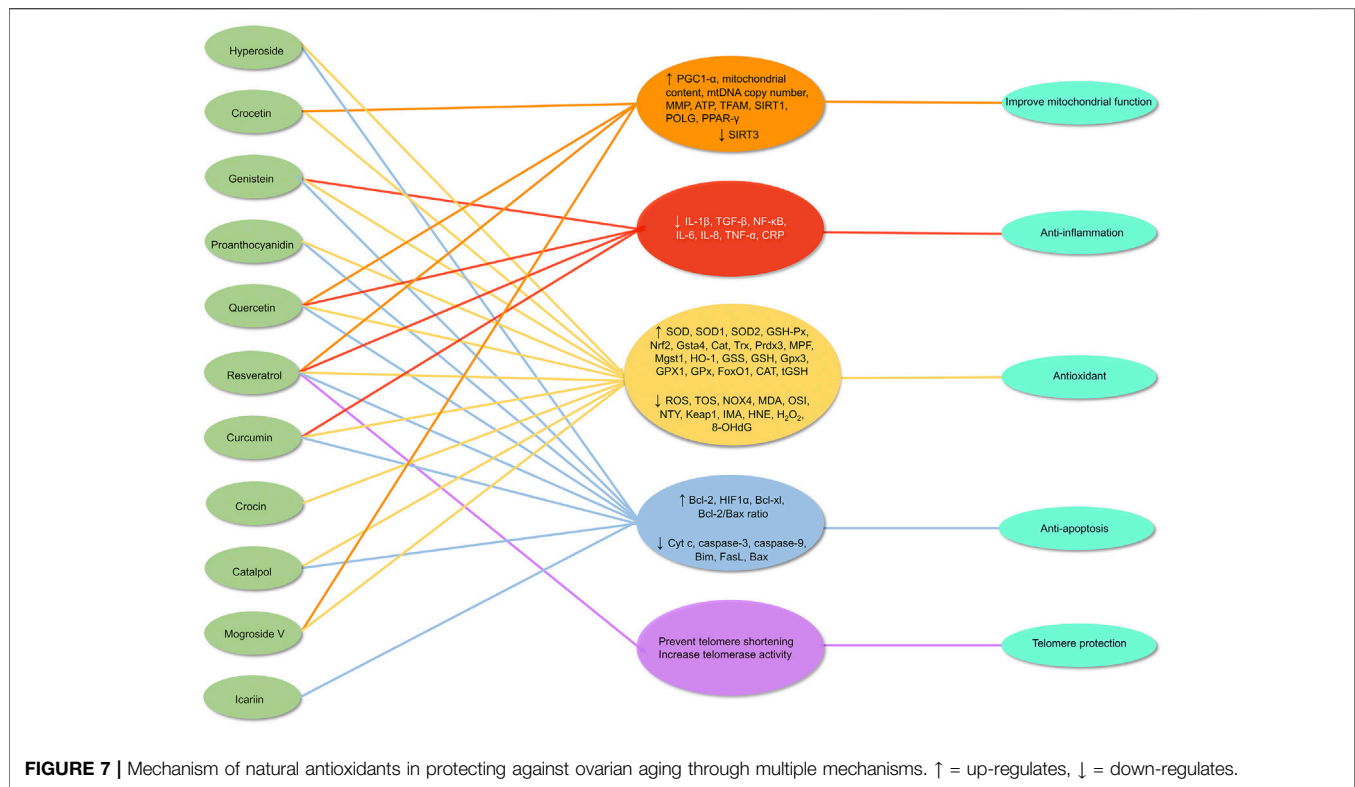 Hyperoside
Crocetin
Genistein
Proanthocyanidin
Quercetin
Resveratrol
Curcumin
Crocin
Catalpol
Mogroside V
Icariin
↑ PGC1-α, mitochondrial
content, mtDNA copy number,
MMP, ATP, TFAM, SIRT1,
POLG, PPAR-γ
↓ SIRT3
↓ IL-1β, TGF-β, NF-κB,
IL-6, IL-8, TNF-α, CRP
↑ SOD, SOD1, SOD2, GSH-Px,
Nrf2, Gsta4, Cat, Trx, Prdx3, MPF,
Mgst1, HO-1, GSS, GSH, Gpx3,
GPX1, GPx, FoxO1, CAT, tGSH
↓ ROS, TOS, NOX4, MDA, OSI,
NTY, Keap1, IMA, HNE, H₂O₂,
8-OHdG
↑ Bcl-2, HIF1α, Bcl-xl,
Bcl-2/Bax ratio
↓ Cyt c, caspase-3, caspase-9,
Bim, FasL, Bax
Prevent telomere shortening
Increase telomerase activity
Improve mitochondrial function
Anti-inflammation
Antioxidant
Anti-apoptosis
Telomere protection
FIGURE 7 | Mechanism of natural antioxidants in protecting against ovarian aging through multiple mechanisms. ↑ = up-regulates, ↓ = down-regulates.